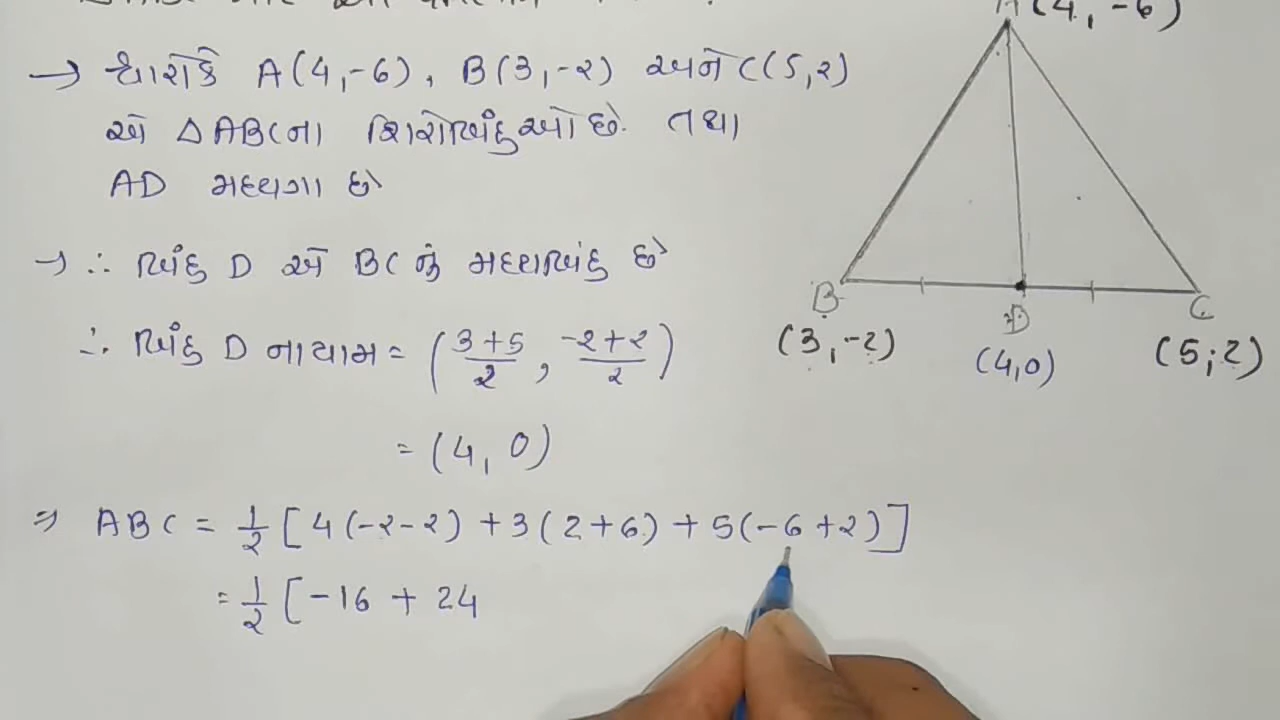 → ધારોકે A(4,-6), B(3,-2) અને C(5,2)
એ △ABCના શિરોબિંદુઓ છે. તથા
AD મધ્યગા છે
→ ∴ બિંદુ D એ BC નું મધ્યબિંદુ છે
∴ બિંદુ D નાયામ = (3+5/2, -2+2/2)
= (4, 0)
⇒ ABC = 1/2 [4(-2-2) +3(2+6) + 5(-6+2)]
= 1/2 [-16 + 24
A(4,-6)
B
D
C
(3,-2)
(4,0)
(5,2)